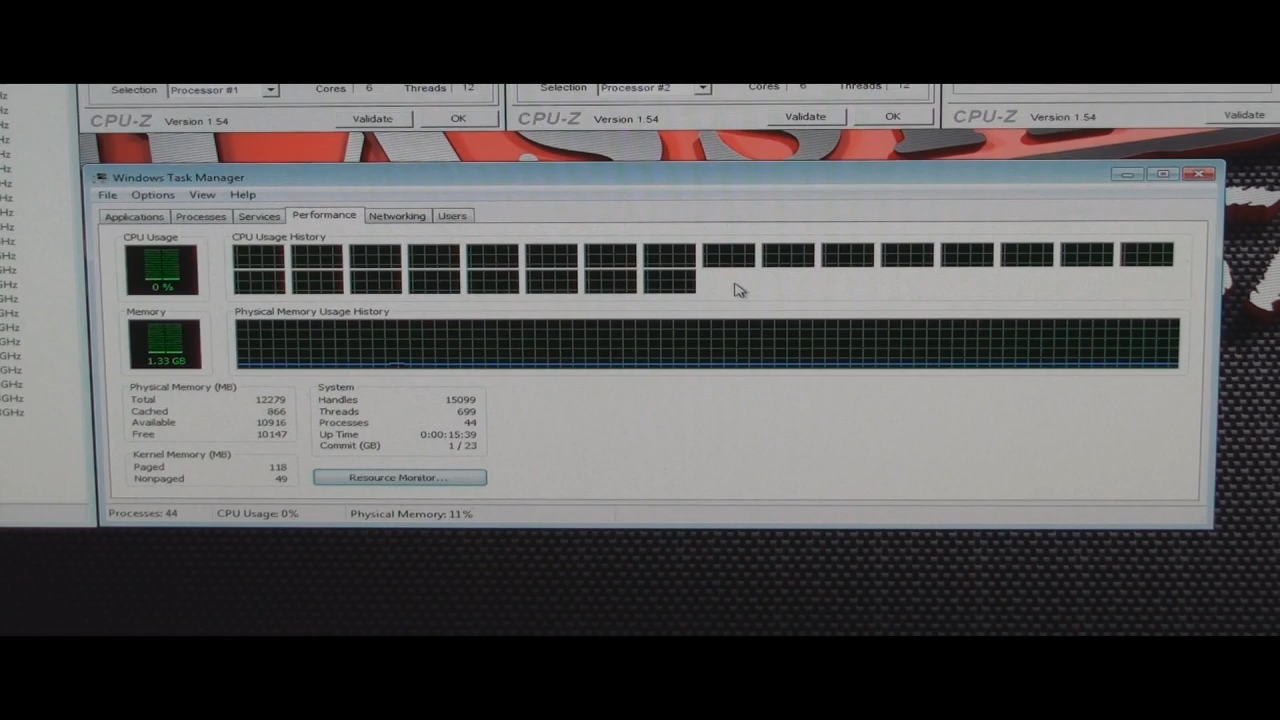 Selection Processor #1 Cores 6 Threads 12
Selection Processor #2 Cores 6 Threads 12
CPU-Z Version 1.54 Validate OK
CPU-Z Version 1.54 Validate OK
CPU-Z Version 1.54 Validate
Windows Task Manager
File Options View Help
Applications Processes Services Performance Networking Users
CPU Usage
0 %
CPU Usage History
Memory
1.33 GB
Physical Memory Usage History
Physical Memory (MB)
Total 12279
Cached 866
Available 10916
Free 10147
Kernel Memory (MB)
Paged 118
Nonpaged 49
System
Handles 15099
Threads 699
Processes 44
Up Time 0:00:15:39
Commit (GB) 1 / 23
Resource Monitor...
Processes: 44 CPU Usage: 0% Physical Memory: 11%